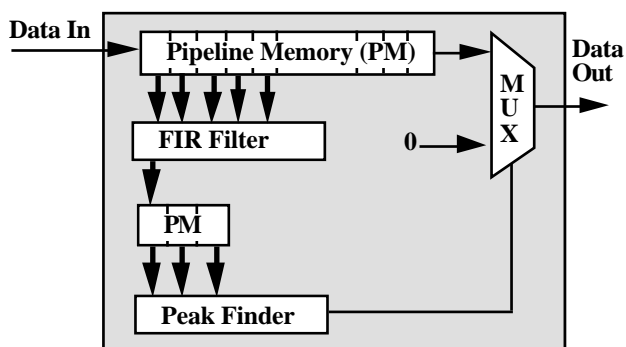 Data In
Pipeline Memory (PM)
Data
Out
M
U
X
FIR Filter
0
PM
Peak Finder